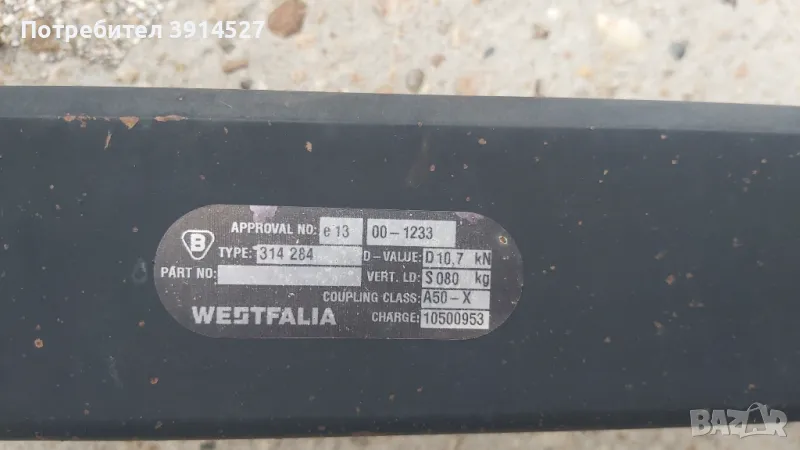 Потребител 3914527
APPROVAL NO: e 13 00-1233
B
TYPE: 314 284 D-VALUE: D 10,7 kN
PART NO: VERT. LD: S 080 kg
COUPLING CLASS: A50-X
WESTFALIA CHARGE: 10500953
BAZAR